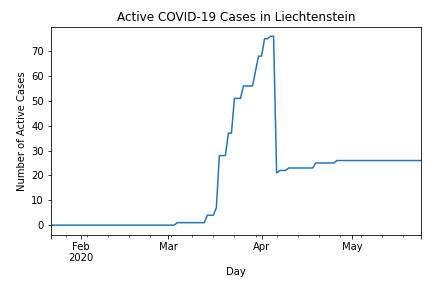 Active COVID-19 Cases in Liechtenstein
Number of Active Cases
70
60
50
40
30
20
10
0
Feb
2020
Mar
Apr
May
Day